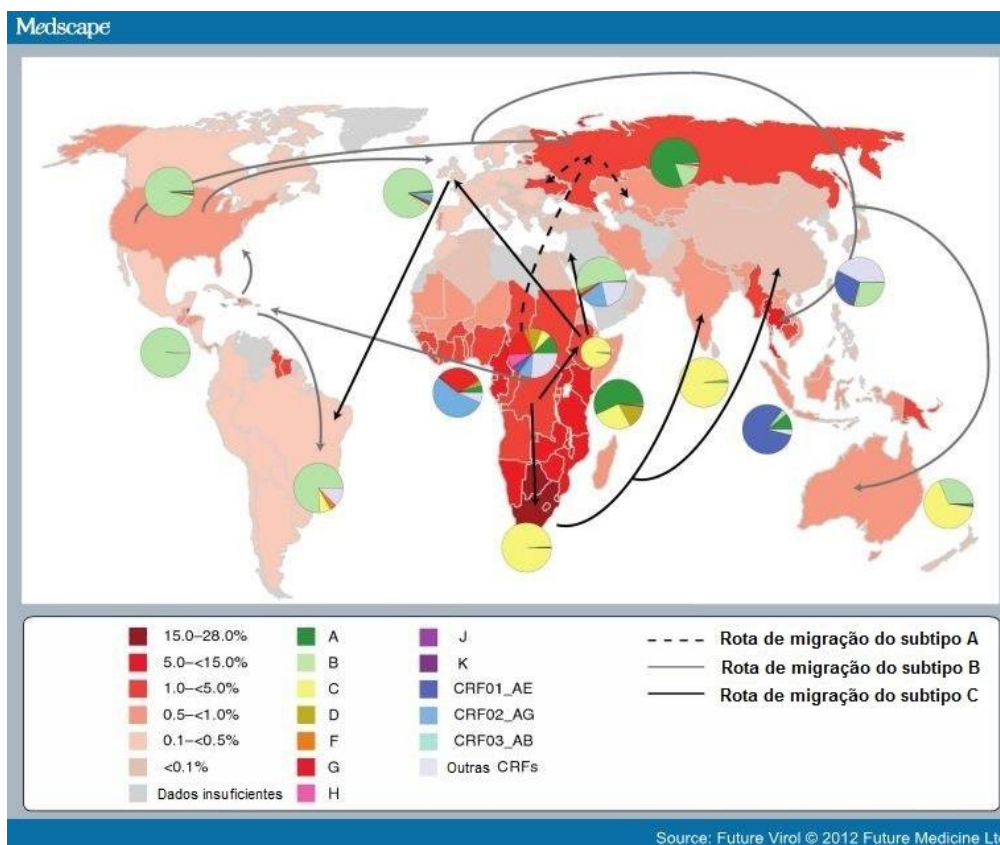 Medscape
15.0–28.0%
5.0–<15.0%
1.0–<5.0%
0.5–<1.0%
0.1–<0.5%
<0.1%
Dados insuficientes
A
B
C
D
F
G
H
J
K
CRF01_AE
CRF02_AG
CRF03_AB
Outras CRFs
Rota de migração do subtipo A
Rota de migração do subtipo B
Rota de migração do subtipo C
Source: Future Virol © 2012 Future Medicine Ltd